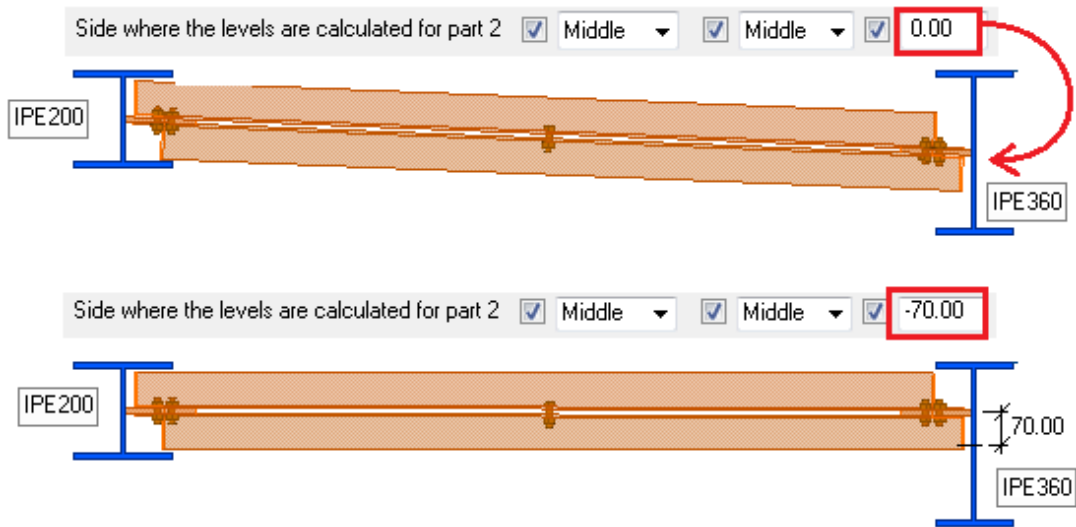 Side where the levels are calculated for part 2 Middle Middle 0.00
IPE200
IPE360
Side where the levels are calculated for part 2 Middle Middle -70.00
IPE200
70.00
IPE360